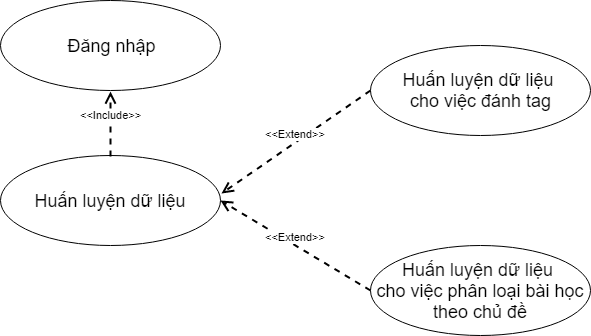 Đăng nhập
<<Include>>
Huấn luyện dữ liệu
<<Extend>>
Huấn luyện dữ liệu
cho việc đánh tag
<<Extend>>
Huấn luyện dữ liệu
cho việc phân loại bài học
theo chủ đề